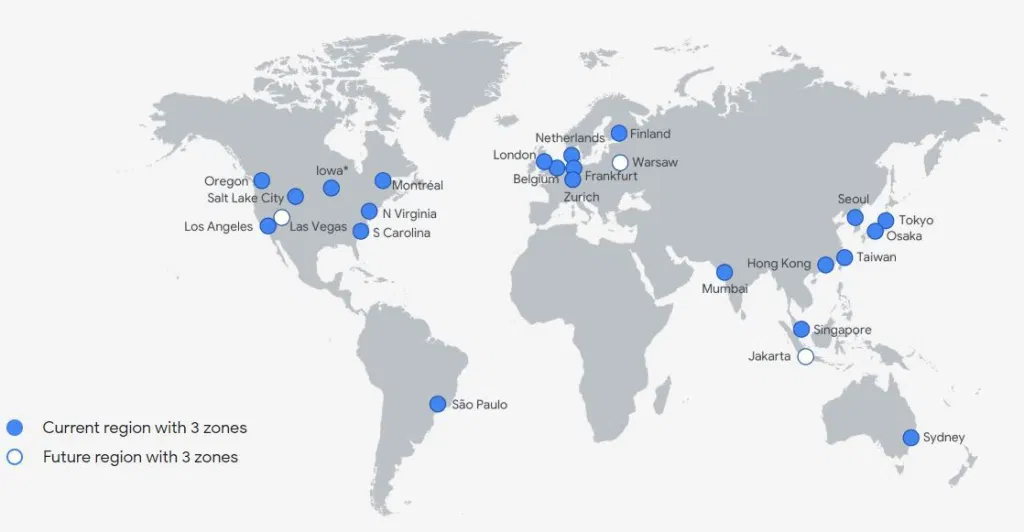 Netherlands
Finland
London
Warsaw
Belgium
Frankfurt
Zurich
Oregon
Iowa*
Montréal
Salt Lake City
N Virginia
Los Angeles
Las Vegas
S Carolina
Seoul
Tokyo
Osaka
Hong Kong
Taiwan
Mumbai
Singapore
Jakarta
São Paulo
Sydney
Current region with 3 zones
Future region with 3 zones